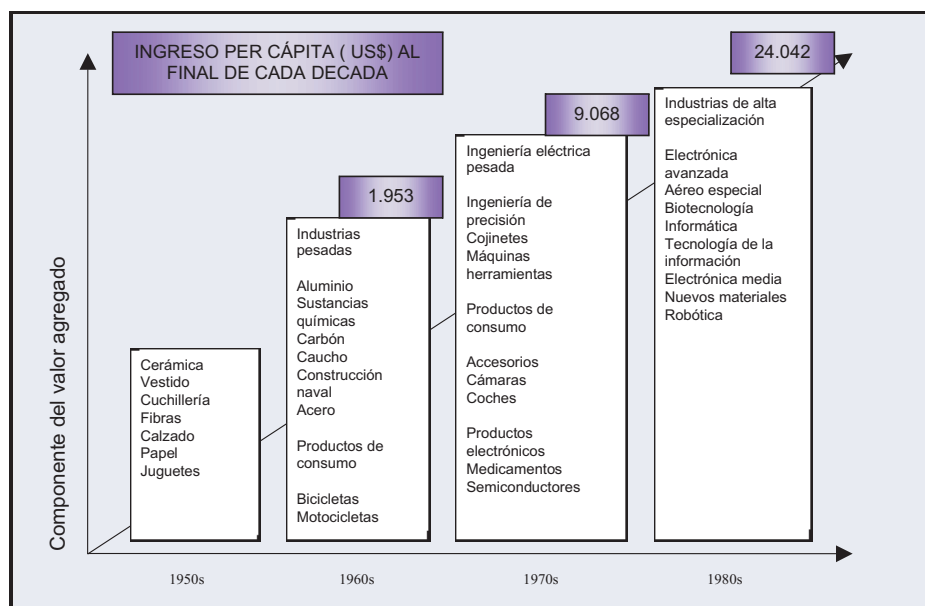 INGRESO PER CÁPITA ( US$) AL
FINAL DE CADA DECADA
24.042
9.068
1.953
Componente del valor agregado
Cerámica
Vestido
Cuchillería
Fibras
Calzado
Papel
Juguetes
Industrias
pesadas
Aluminio
Sustancias
químicas
Carbón
Caucho
Construcción
naval
Acero
Productos de
consumo
Bicicletas
Motocicletas
Ingeniería eléctrica
pesada
Ingeniería de
precisión
Cojinetes
Máquinas
herramientas
Productos de
consumo
Accesorios
Cámaras
Coches
Productos
electrónicos
Medicamentos
Semiconductores
Industrias de alta
especialización
Electrónica
avanzada
Aéreo especial
Biotecnología
Informática
Tecnología de la
información
Electrónica media
Nuevos materiales
Robótica
1950s
1960s
1970s
1980s